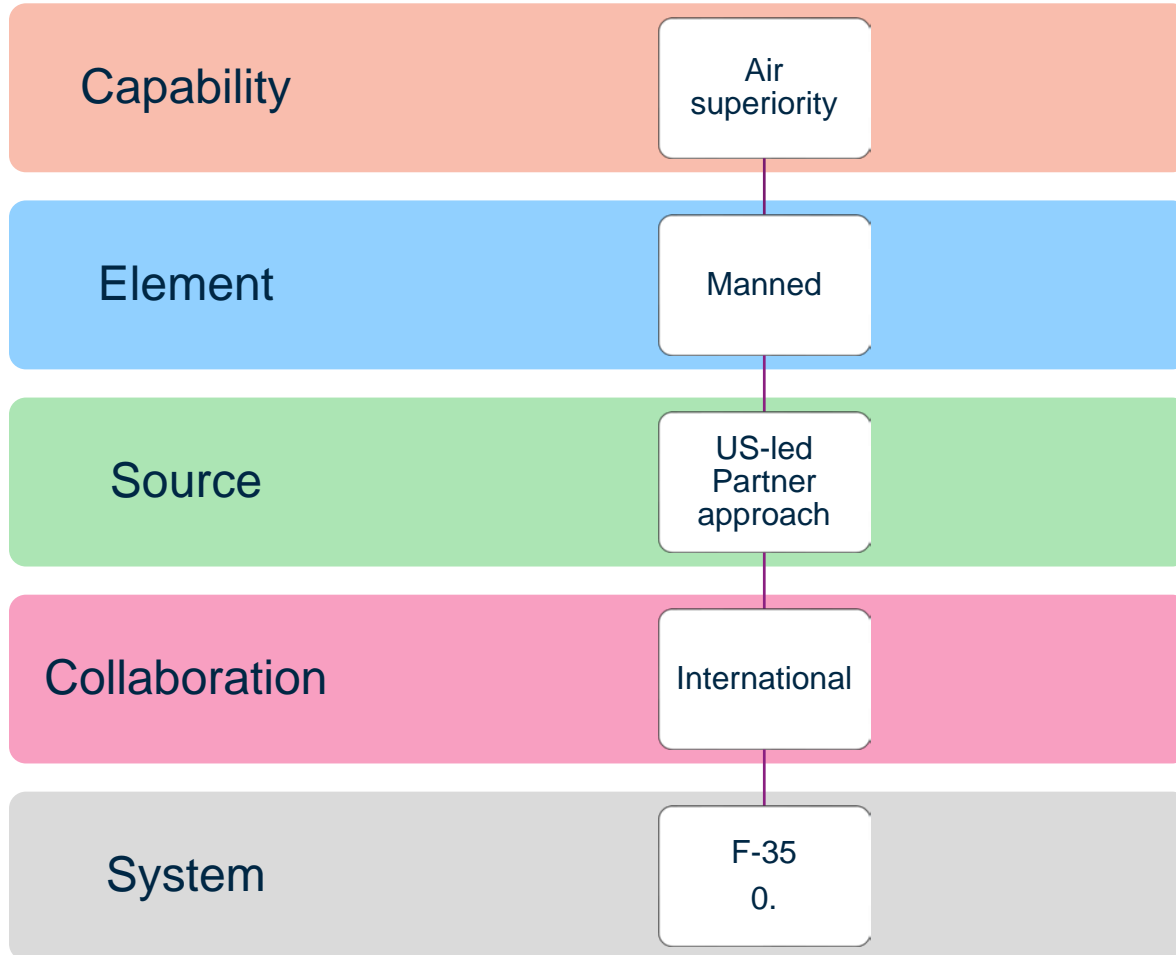 Capability
Air
superiority
Element
Manned
Source
US-led
Partner
approach
Collaboration
International
System
F-35
0.